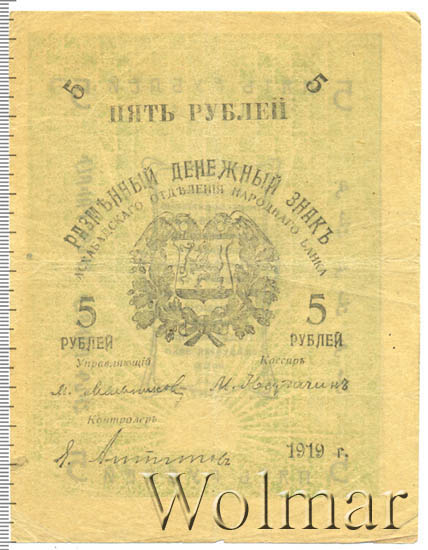 5 5
ПЯТЬ РУБЛЕЙ
РАЗМѢННЫЙ ДЕНЕЖНЫЙ ЗНАКЪ
АСХАБАДСКАГО ОТДѢЛЕНІЯ НАРОДНАГО БАНКА
5 5
РУБЛЕЙ РУБЛЕЙ
Управляющій Кассиръ
Контролеръ
1919 г.
Wolmar